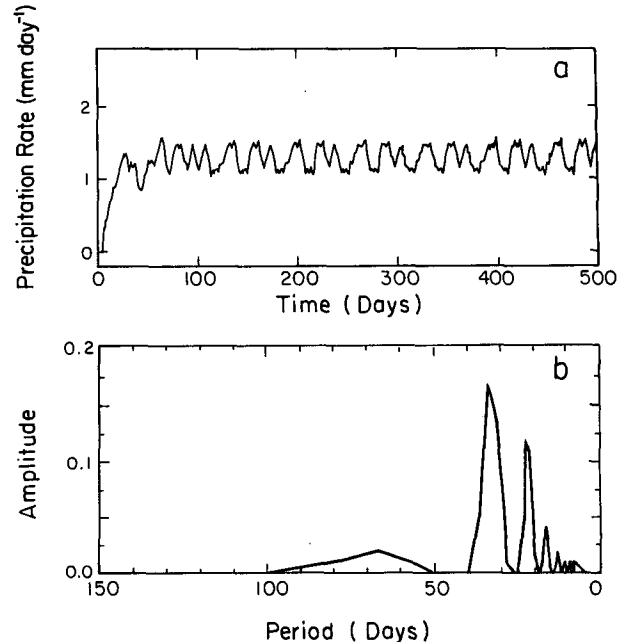 Precipitation Rate (mm day⁻¹)
a
2
1
0
0 100 200 300 400 500
Time (Days)
b
Amplitude
0.2
0.1
0.0
150 100 50 0
Period (Days)